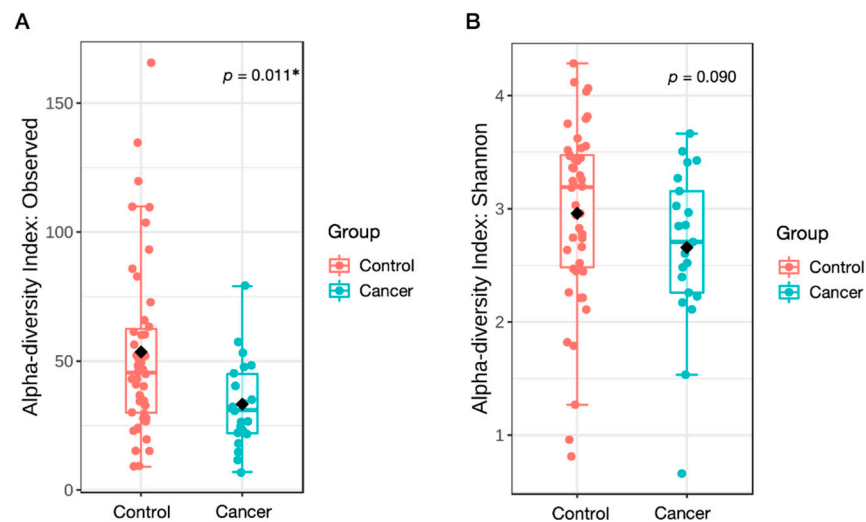 A
Alpha-diversity Index: Observed
150
100
50
0
p = 0.011*
Control
Cancer
Group
Control
Cancer
B
Alpha-diversity Index: Shannon
4
3
2
1
p = 0.090
Control
Cancer
Group
Control
Cancer